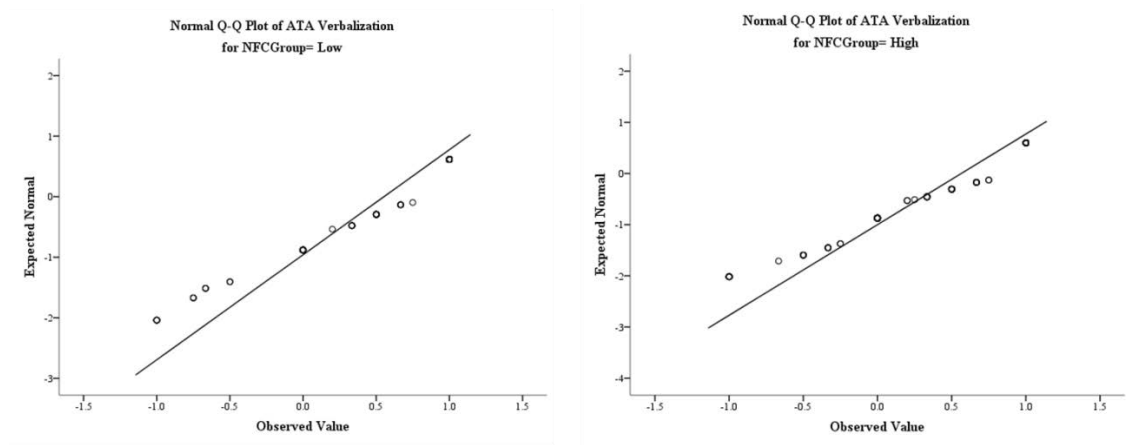 Normal Q-Q Plot of ATA Verbalization
for NFCGroup= Low
Expected Normal
2
1
0
-1
-2
-3
-1.5 -1.0 -0.5 0.0 0.5 1.0 1.5
Observed Value
Normal Q-Q Plot of ATA Verbalization
for NFCGroup= High
Expected Normal
2
1
0
-1
-2
-3
-4
-1.5 -1.0 -0.5 0.0 0.5 1.0 1.5
Observed Value